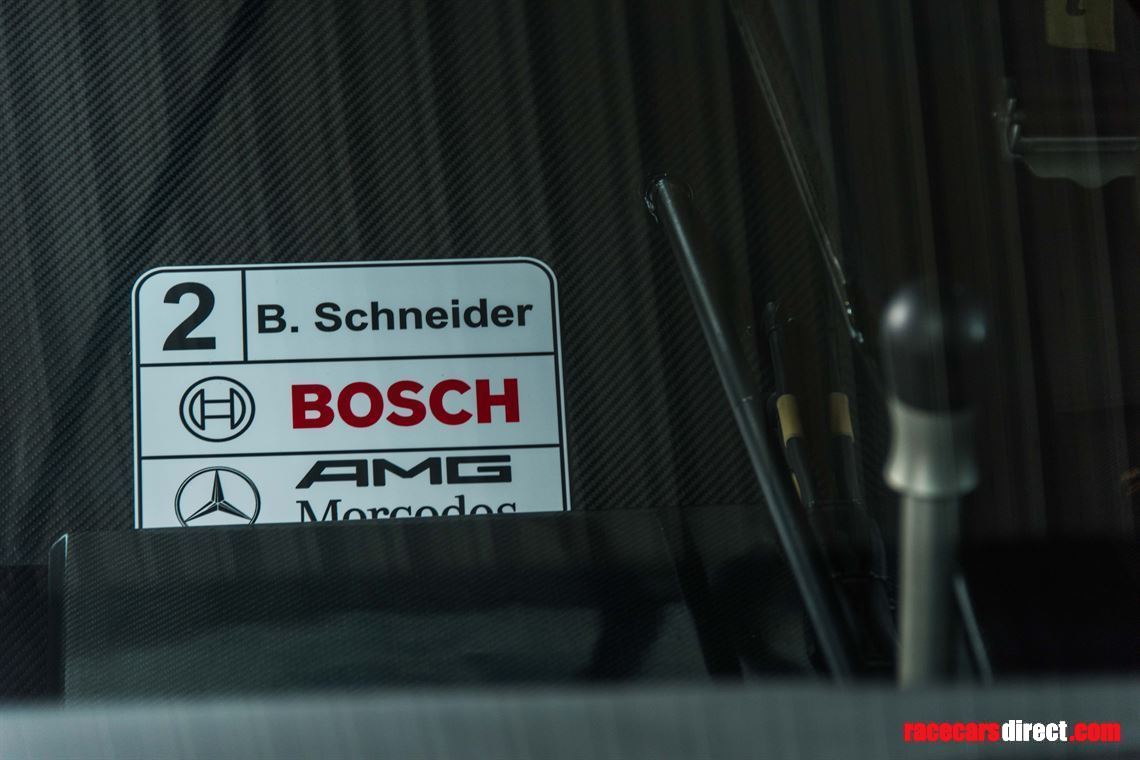 2 B. Schneider
BOSCH
AMG
Mercedes
racecarsdirect.com